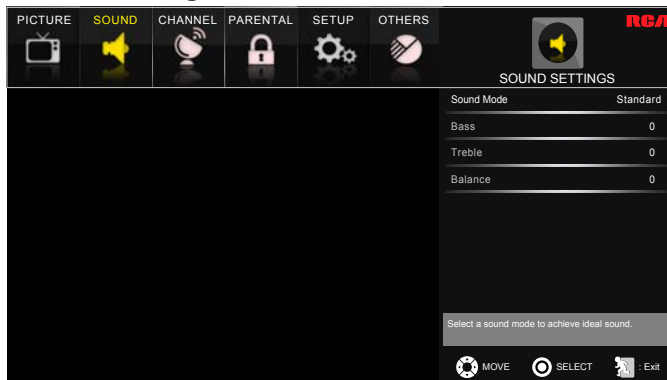 PICTURE SOUND CHANNEL PARENTAL SETUP OTHERS
RCA
SOUND SETTINGS
Sound Mode Standard
Bass 0
Treble 0
Balance 0
Select a sound mode to achieve ideal sound.
MOVE SELECT : Exit